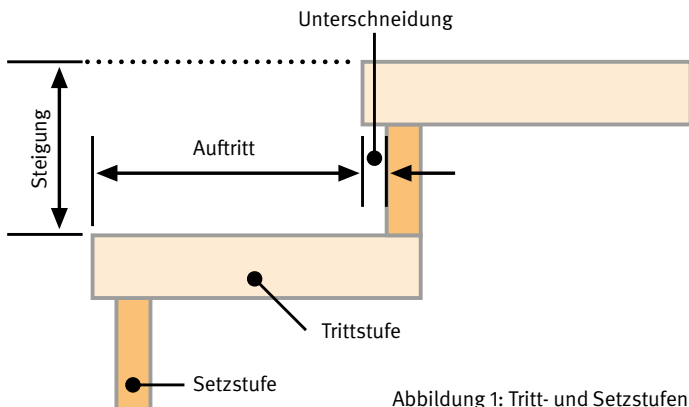 Unterschneidung
Steigung
Auftritt
Trittstufe
Setzstufe
Abbildung 1: Tritt- und Setzstufen